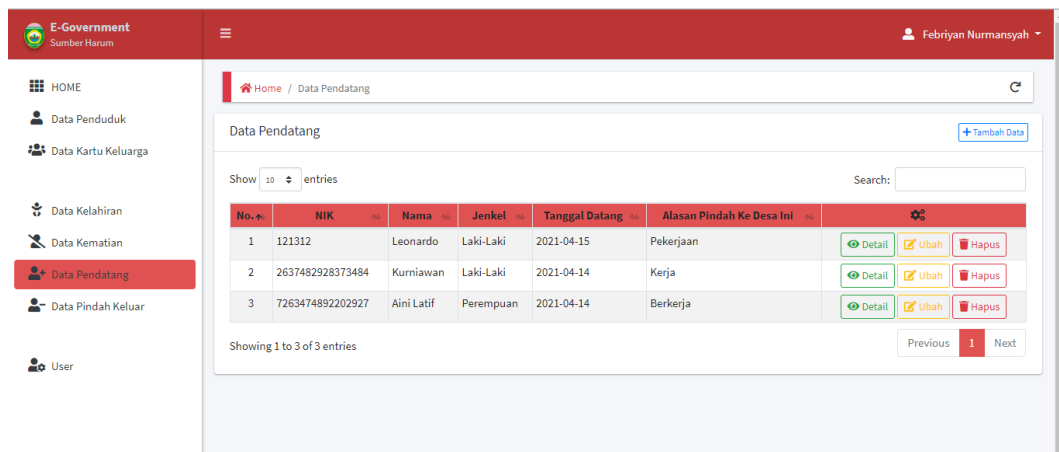 E-Government
Sumber Harum
Febriyan Nurmansyah
HOME
Data Penduduk
Data Kartu Keluarga
Data Kelahiran
Data Kematian
Data Pendatang
Data Pindah Keluar
User
Home / Data Pendatang
Data Pendatang
+ Tambah Data
Show 10 entries
Search:
No. NIK Nama Jenkel Tanggal Datang Alasan Pindah Ke Desa Ini
1 121312 Leonardo Laki-Laki 2021-04-15 Pekerjaan Detail Ubah Hapus
2 2637482928373484 Kurniawan Laki-Laki 2021-04-14 Kerja Detail Ubah Hapus
3 7263474892202927 Aini Latif Perempuan 2021-04-14 Berkerja Detail Ubah Hapus
Showing 1 to 3 of 3 entries
Previous 1 Next